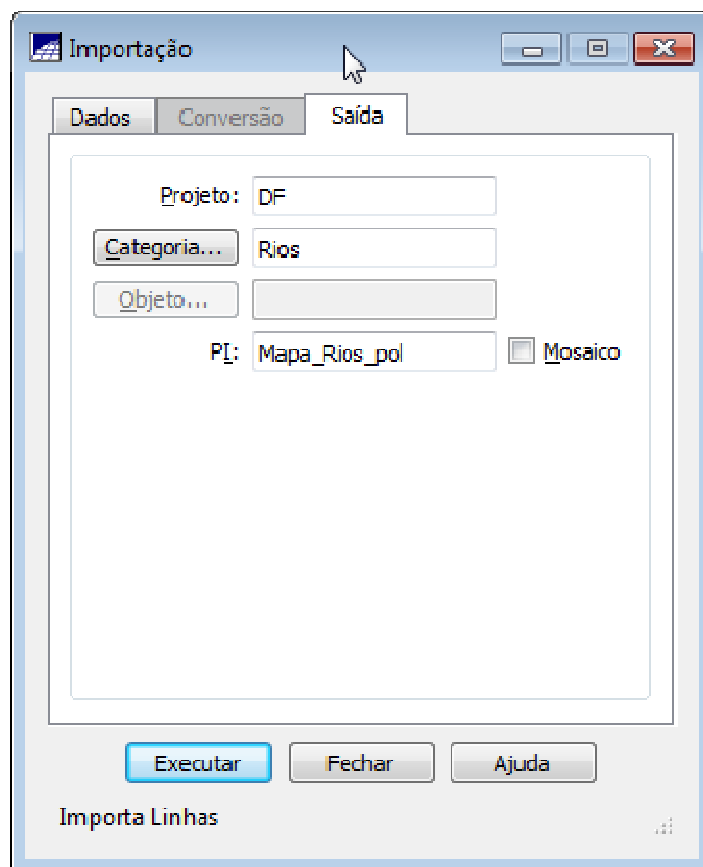 Importação
Dados Conversão Saída
Projeto: DF
Categoria... Rios
Objeto...
PI: Mapa_Rios_pol Mosaico
Executar Fechar Ajuda
Importa Linhas